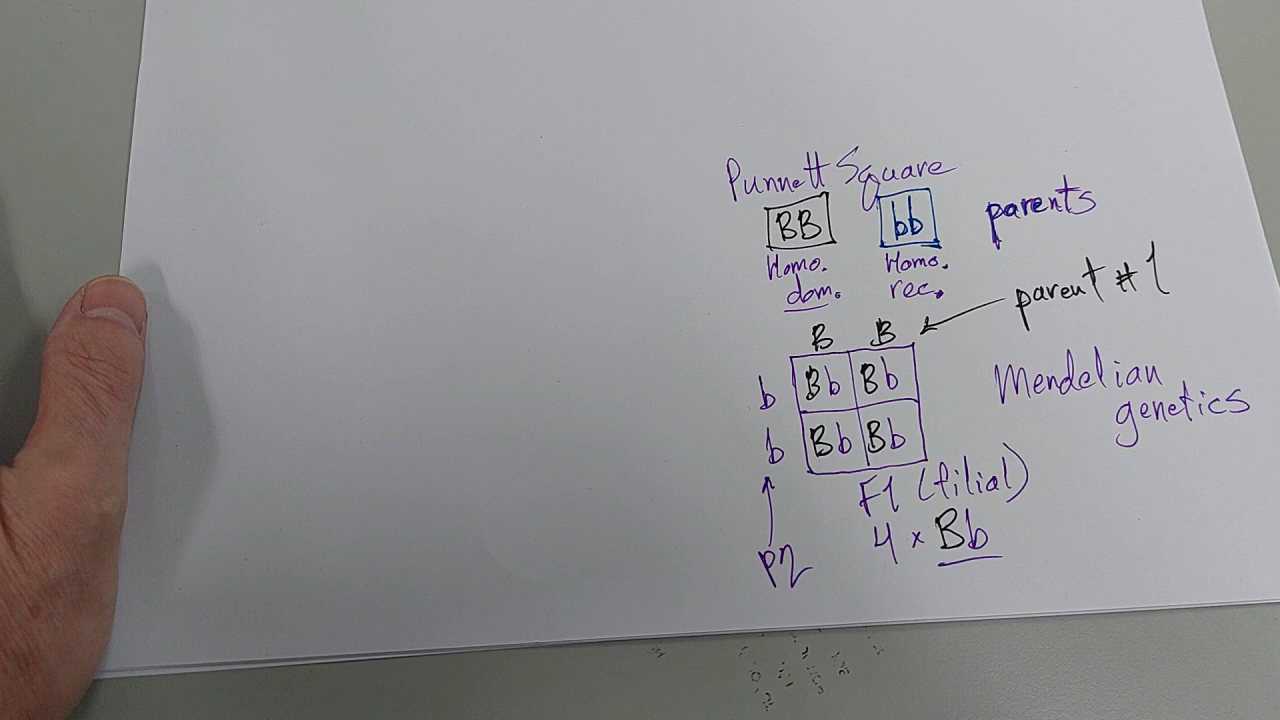 Punnett Square
BB bb parents
Homo. Homo.
dom. rec.
parent #1
B B
b Bb Bb
b Bb Bb
Mendelian
genetics
F1 (filial)
4 × Bb
P2